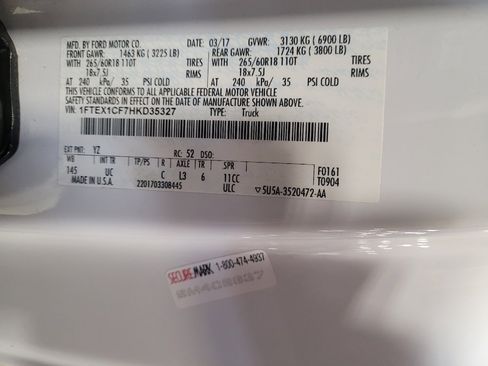 MFD. BY FORD MOTOR CO. 03/17 GVWR: 3130 KG (6900 LB)
FRONT GAWR: 1463 KG (3225 LB) REAR GAWR: 1724 KG (3800 LB)
WITH 265/60R18 110T TIRES WITH 265/60R18 110T TIRES
18x7.5J RIMS 18x7.5J RIMS
AT 240 kPa/ 35 PSI COLD AT 240 kPa/ 35 PSI COLD
THIS VEHICLE CONFORMS TO ALL APPLICABLE FEDERAL MOTOR VEHICLE
SAFETY STANDARDS IN EFFECT ON THE DATE OF MANUFACTURE SHOWN ABOVE.
VIN: 1FTEX1CF7HKD35327 TYPE: Truck
EXT PNT: YZ RC: 52 DSO:
WB INT TR TP/PS R AXLE TR SPR F0161
145 UC C L3 6 11CC T0904
MADE IN U.S.A. 2201703308445 ULC 5U5A-3520472-AA
SECUREMARK 1-800-474-4937